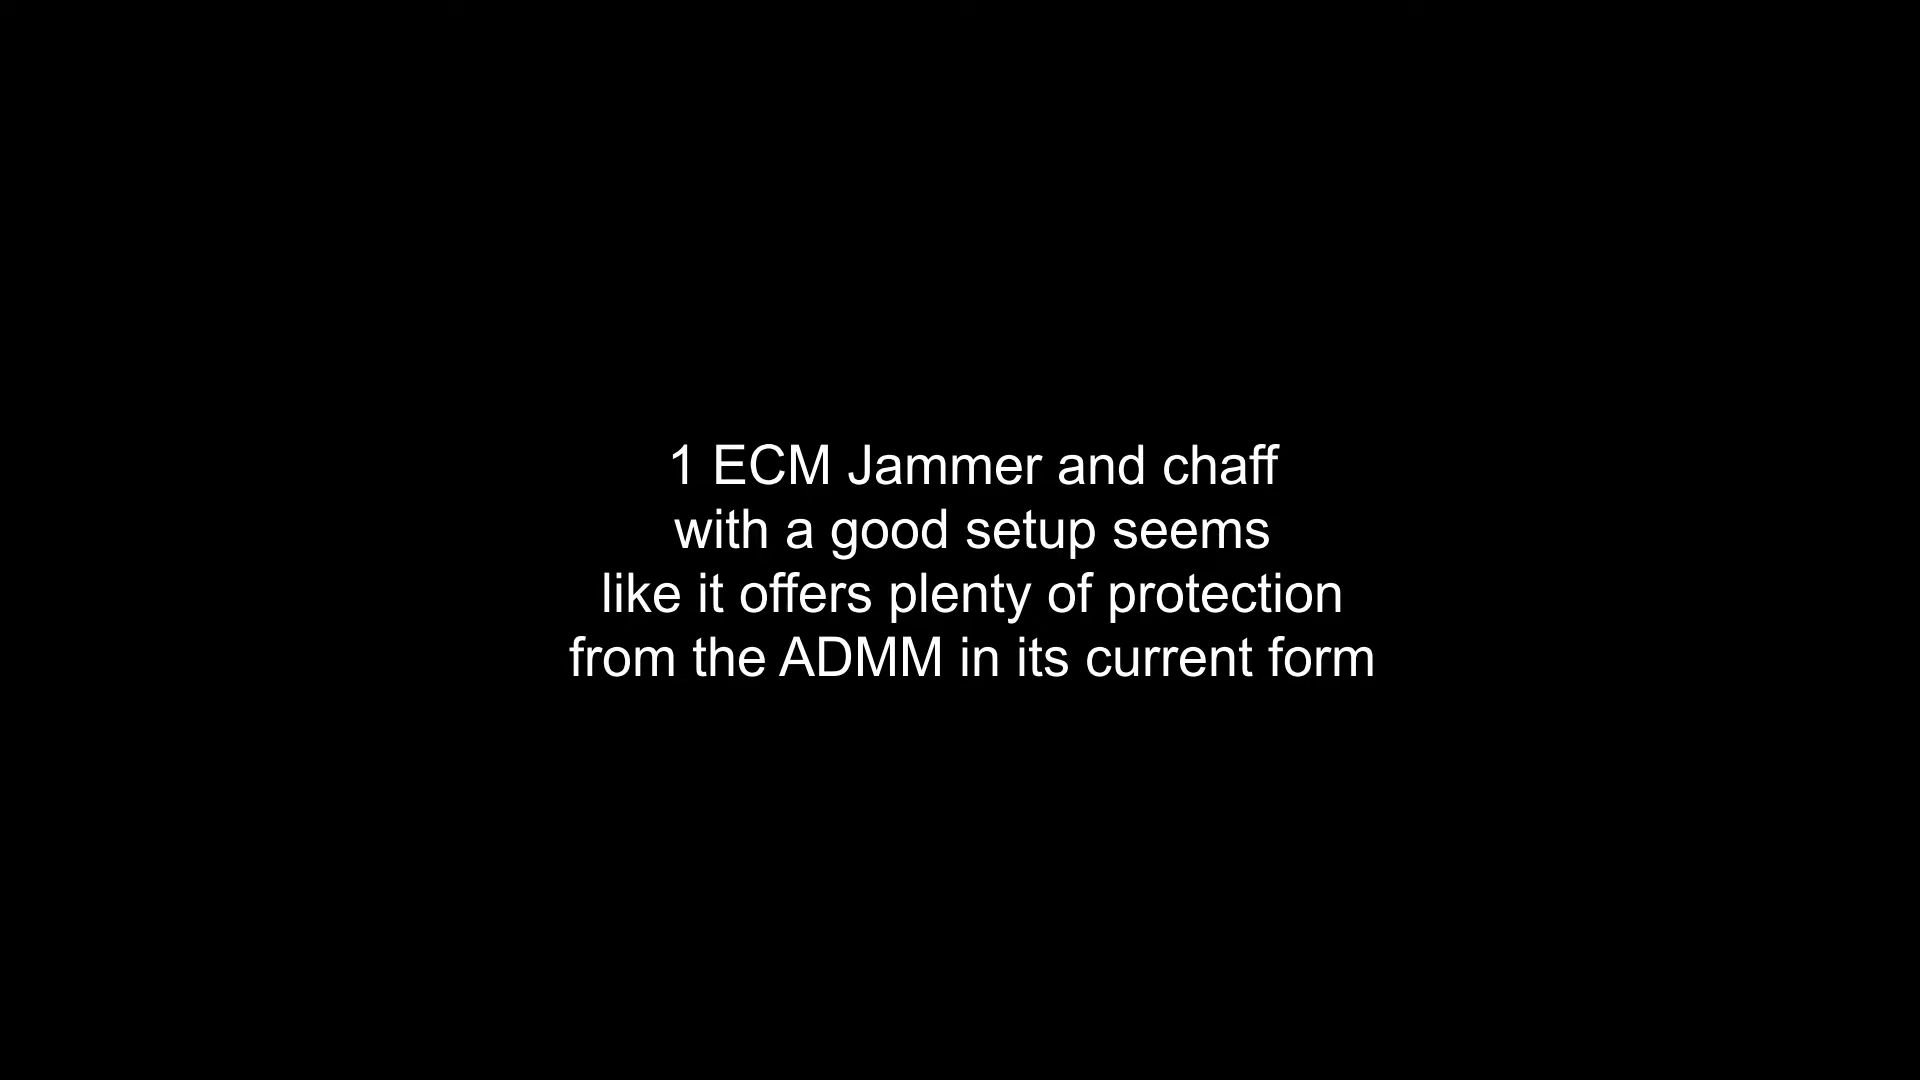 1 ECM Jammer and chaff
with a good setup seems
like it offers plenty of protection
from the ADMM in its current form